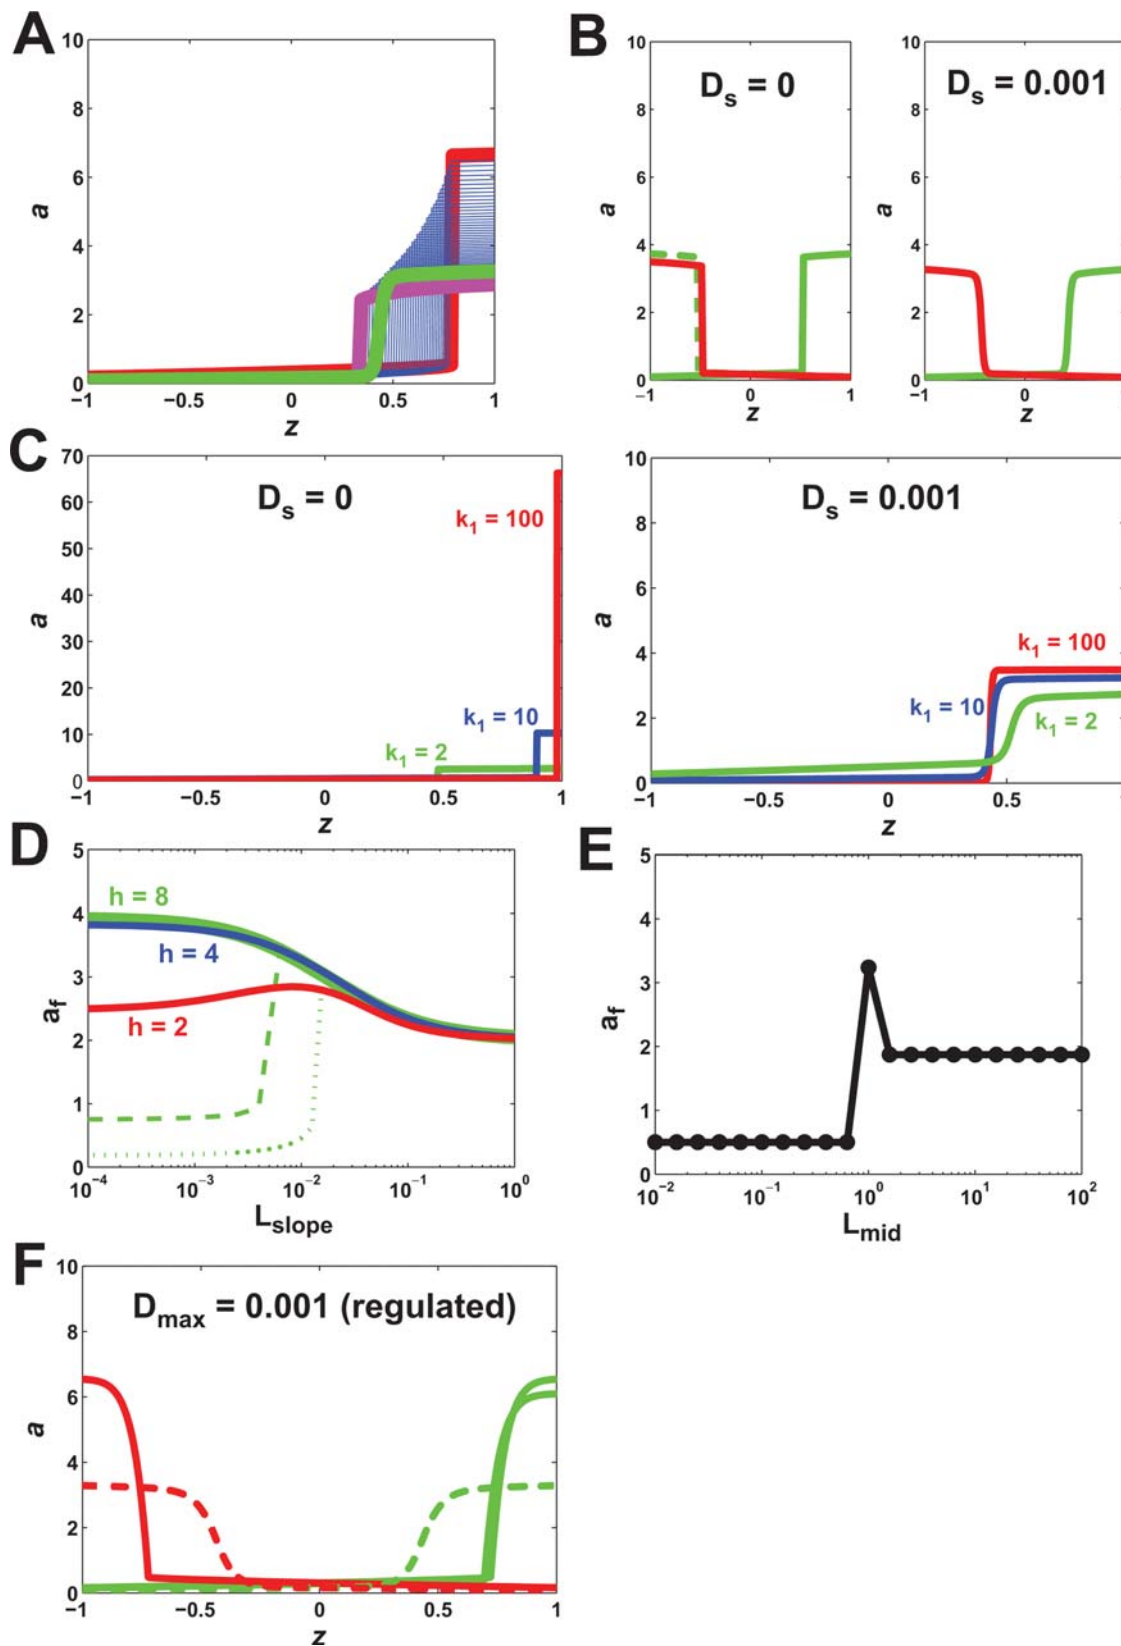 A
10
8
6
4
2
0
a
−1
−0.5
0
0.5
1
z
B
D_s = 0
10
8
6
4
2
0
a
−1
0
1
z
D_s = 0.001
10
8
6
4
2
0
a
−1
0
1
z
C
D_s = 0
70
60
50
40
30
20
10
0
a
k_1 = 100
k_1 = 10
k_1 = 2
−1
−0.5
0
0.5
1
z
D_s = 0.001
10
8
6
4
2
0
a
k_1 = 100
k_1 = 10
k_1 = 2
−1
−0.5
0
0.5
1
z
D
5
4
3
2
1
0
a_f
h = 8
h = 4
h = 2
10^−4
10^−3
10^−2
10^−1
10^0
L_slope
E
5
4
3
2
1
0
a_f
10^−2
10^−1
10^0
10^1
10^2
L_mid
F
D_max = 0.001 (regulated)
10
8
6
4
2
0
a
−1
−0.5
0
0.5
1
z